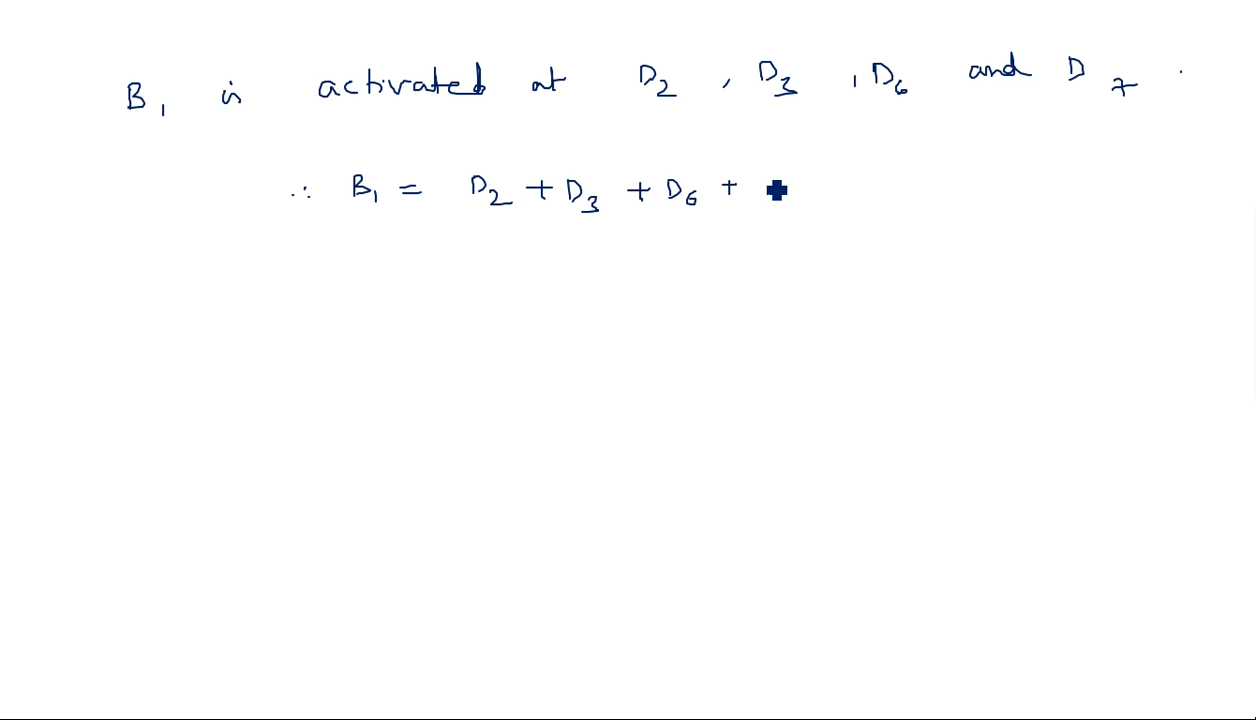 B₁ is activated at D₂ , D₃ , D₆ and D₇ .
∴ B₁ = D₂ + D₃ + D₆ +